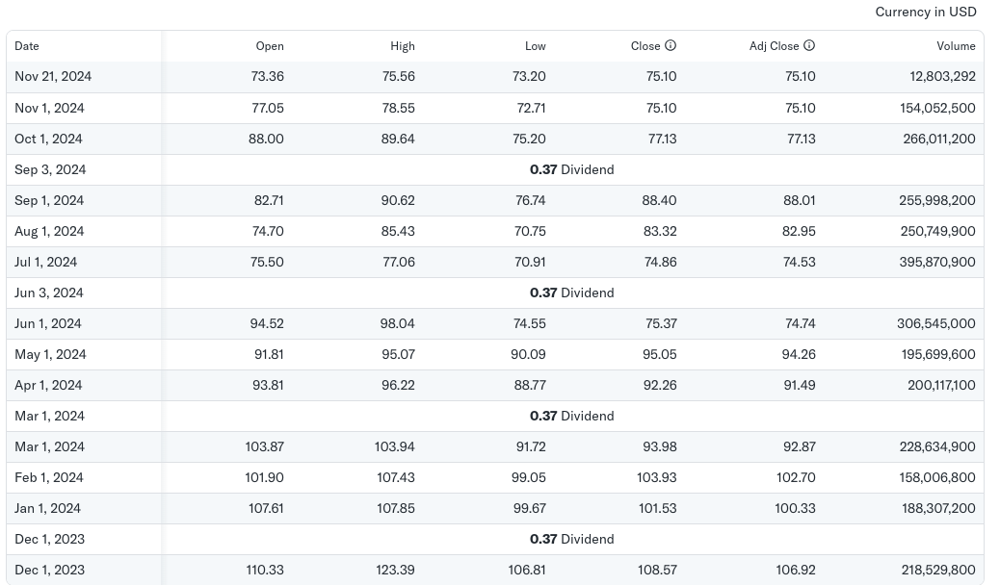 Currency in USD
Date Open High Low Close Adj Close Volume
Nov 21, 2024 73.36 75.56 73.20 75.10 75.10 12,803,292
Nov 1, 2024 77.05 78.55 72.71 75.10 75.10 154,052,500
Oct 1, 2024 88.00 89.64 75.20 77.13 77.13 266,011,200
Sep 3, 2024 0.37 Dividend
Sep 1, 2024 82.71 90.62 76.74 88.40 88.01 255,998,200
Aug 1, 2024 74.70 85.43 70.75 83.32 82.95 250,749,900
Jul 1, 2024 75.50 77.06 70.91 74.86 74.53 395,870,900
Jun 3, 2024 0.37 Dividend
Jun 1, 2024 94.52 98.04 74.55 75.37 74.74 306,545,000
May 1, 2024 91.81 95.07 90.09 95.05 94.26 195,699,600
Apr 1, 2024 93.81 96.22 88.77 92.26 91.49 200,117,100
Mar 1, 2024 0.37 Dividend
Mar 1, 2024 103.87 103.94 91.72 93.98 92.87 228,634,900
Feb 1, 2024 101.90 107.43 99.05 103.93 102.70 158,006,800
Jan 1, 2024 107.61 107.85 99.67 101.53 100.33 188,307,200
Dec 1, 2023 0.37 Dividend
Dec 1, 2023 110.33 123.39 106.81 108.57 106.92 218,529,800